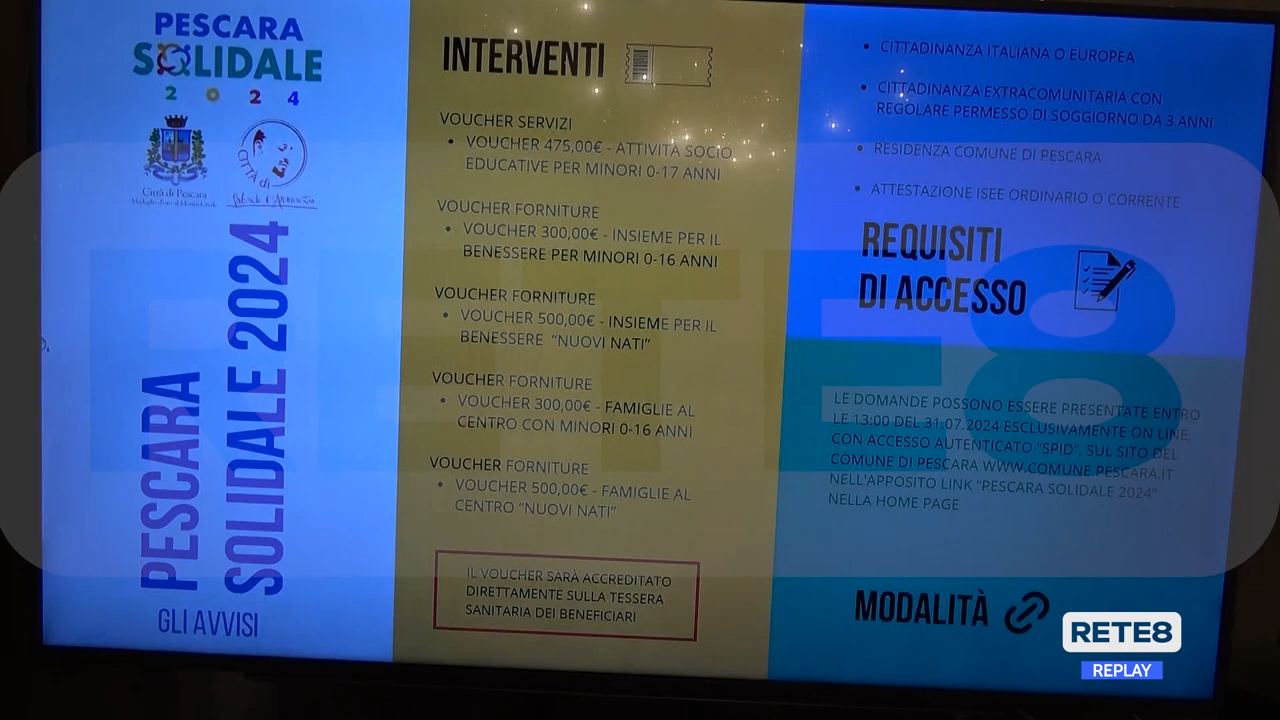 PESCARA
SOLIDALE
2 0 2 4
Città di Pescara
CITTÀ di
PESCARA
SOLIDALE 2024
GLI AVVISI
INTERVENTI
VOUCHER SERVIZI
• VOUCHER 475,00€ - ATTIVITÀ SOCIO
EDUCATIVE PER MINORI 0-17 ANNI
VOUCHER FORNITURE
• VOUCHER 300,00€ - INSIEME PER IL
BENESSERE PER MINORI 0-16 ANNI
VOUCHER FORNITURE
• VOUCHER 500,00€ - INSIEME PER IL
BENESSERE "NUOVI NATI"
VOUCHER FORNITURE
• VOUCHER 300,00€ - FAMIGLIE AL
CENTRO CON MINORI 0-16 ANNI
VOUCHER FORNITURE
• VOUCHER 500,00€ - FAMIGLIE AL
CENTRO "NUOVI NATI"
IL VOUCHER SARÀ ACCREDITATO
DIRETTAMENTE SULLA TESSERA
SANITARIA DEI BENEFICIARI
• CITTADINANZA ITALIANA O EUROPEA
• CITTADINANZA EXTRACOMUNITARIA CON
REGOLARE PERMESSO DI SOGGIORNO DA 3 ANNI
• RESIDENZA COMUNE DI PESCARA
• ATTESTAZIONE ISEE ORDINARIO O CORRENTE
REQUISITI
DI ACCESSO
LE DOMANDE POSSONO ESSERE PRESENTATE ENTRO
LE 13:00 DEL 31.07.2024 ESCLUSIVAMENTE ON LINE,
CON ACCESSO AUTENTICATO "SPID", SUL SITO DEL
COMUNE DI PESCARA WWW.COMUNE.PESCARA.IT
NELL'APPOSITO LINK "PESCARA SOLIDALE 2024"
NELLA HOME PAGE
MODALITÀ
RETE8
RETE8
REPLAY